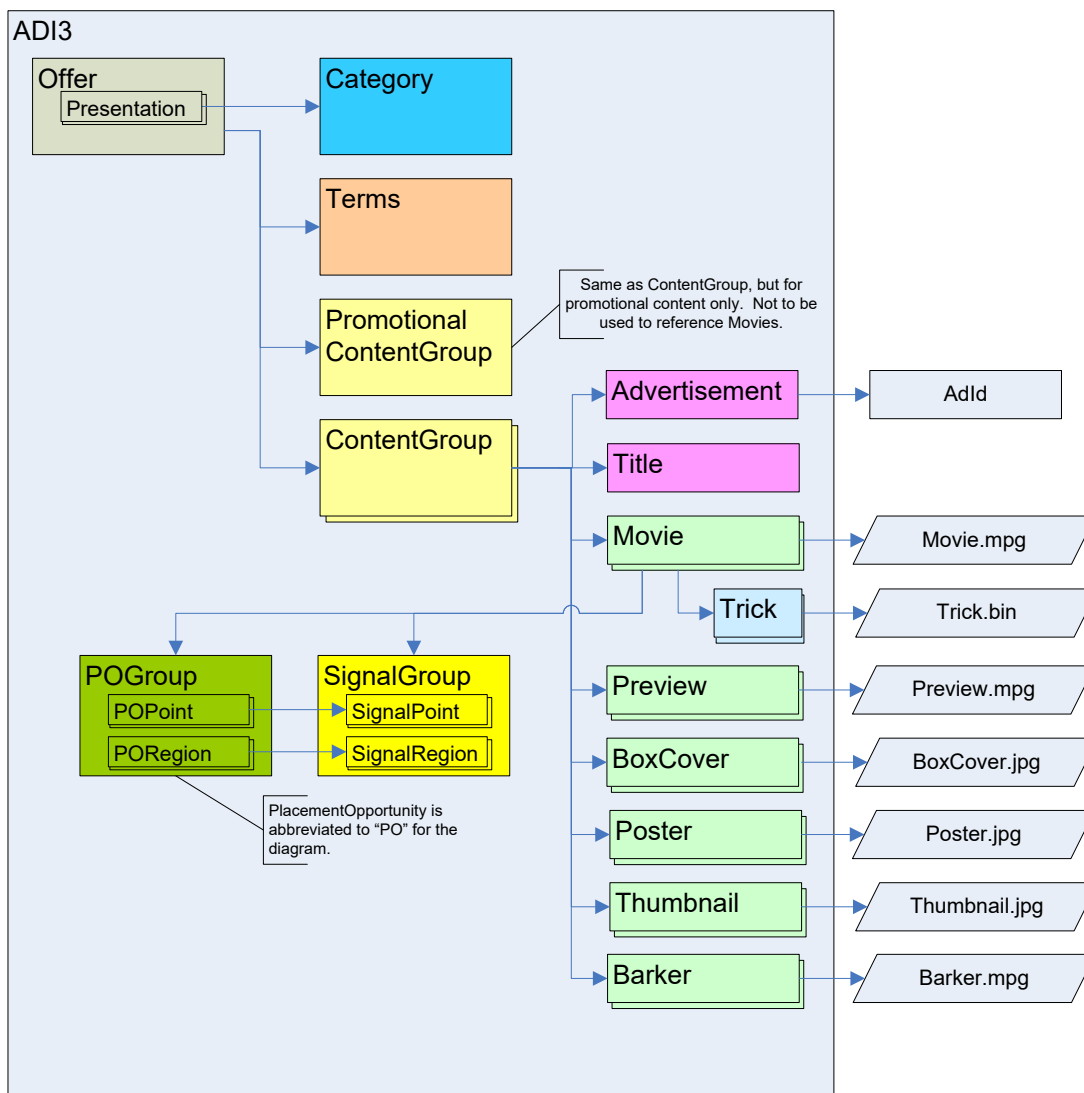 ADI3
Offer
Presentation
Category
Terms
Promotional
ContentGroup
Same as ContentGroup, but for
promotional content only.  Not to be
used to reference Movies.
ContentGroup
Advertisement
AdId
Title
Movie
Movie.mpg
Trick
Trick.bin
POGroup
POPoint
PORegion
SignalGroup
SignalPoint
SignalRegion
PlacementOpportunity is
abbreviated to “PO” for the
diagram.
Preview
Preview.mpg
BoxCover
BoxCover.jpg
Poster
Poster.jpg
Thumbnail
Thumbnail.jpg
Barker
Barker.mpg